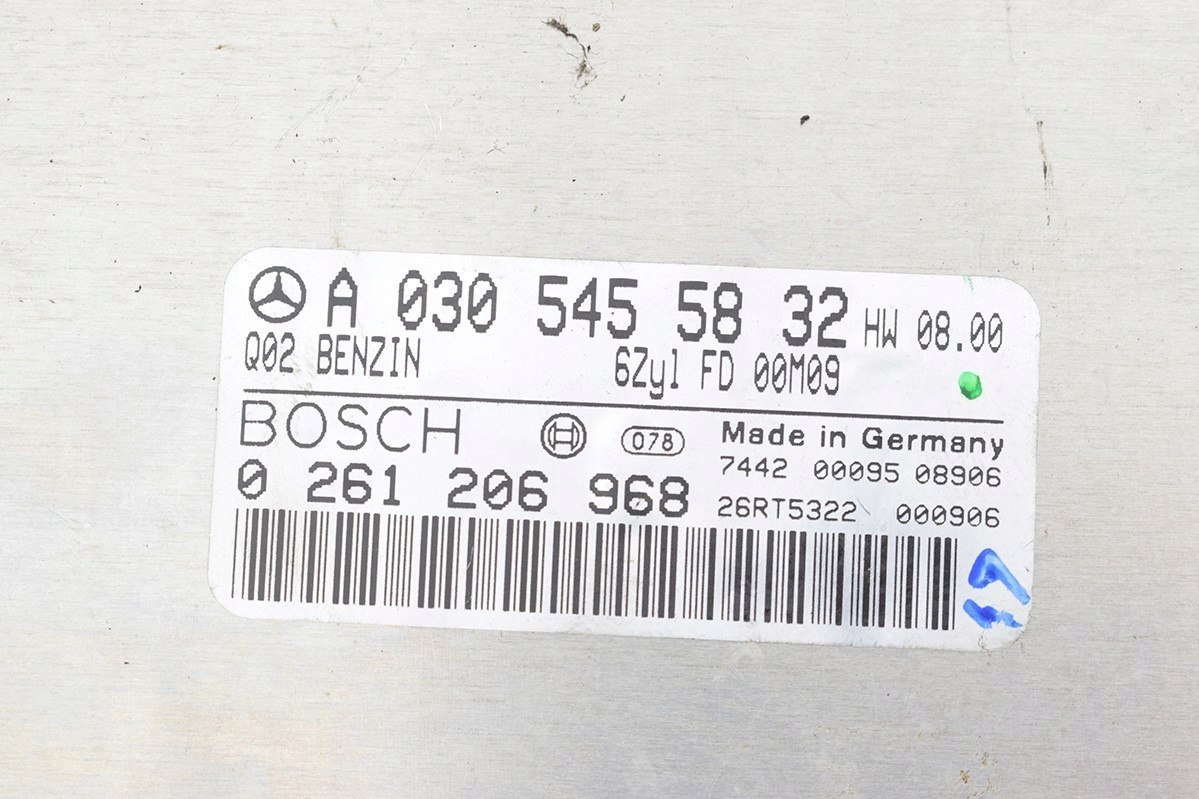 A 030 545 58 32 HW 08.00
Q02 BENZIN 6Zyl FD 00M09
BOSCH 078 Made in Germany
7442 00095 08906
0 261 206 968 26RT5322 000906
17